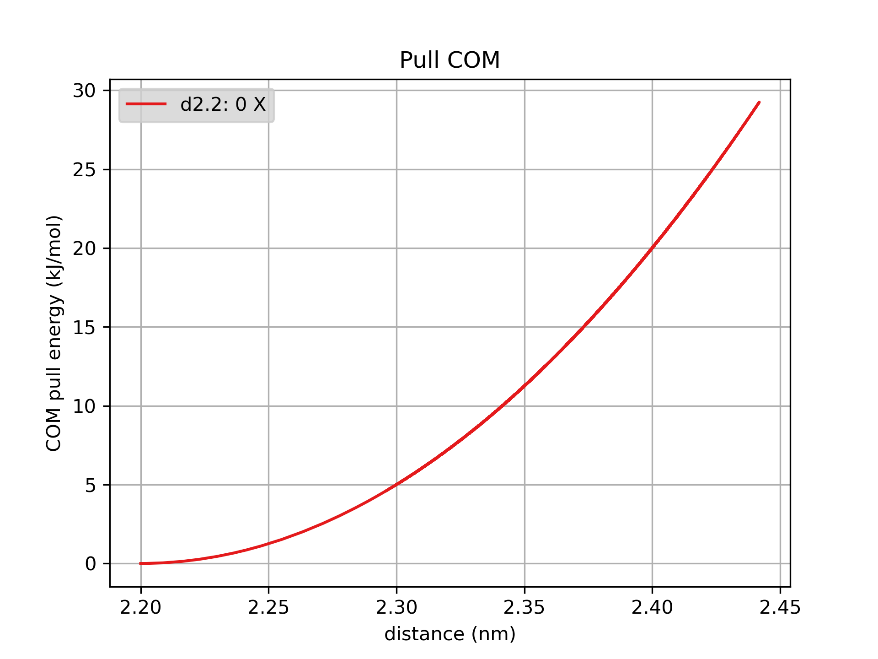 Pull COM
d2.2: 0 X
COM pull energy (kJ/mol)
30
25
20
15
10
5
0
2.20 2.25 2.30 2.35 2.40 2.45
distance (nm)